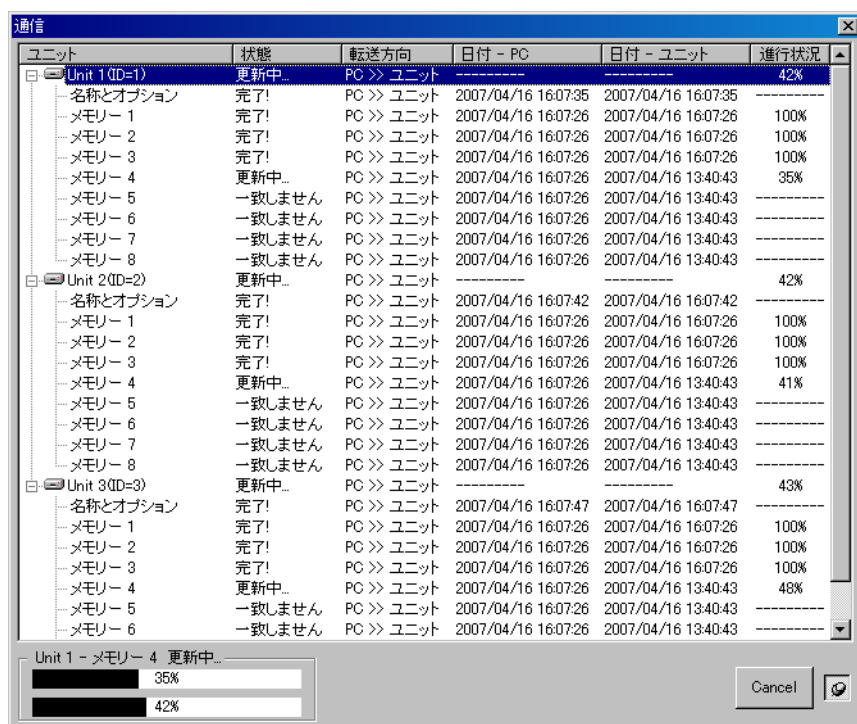 通信
ユニット 状態 転送方向 日付 - PC 日付 - ユニット 進行状況
Unit 1(ID=1) 更新中... PC >> ユニット --------- --------- 42%
名称とオプション 完了! PC >> ユニット 2007/04/16 16:07:35 2007/04/16 16:07:35 ---------
メモリー 1 完了! PC >> ユニット 2007/04/16 16:07:26 2007/04/16 16:07:26 100%
メモリー 2 完了! PC >> ユニット 2007/04/16 16:07:26 2007/04/16 16:07:26 100%
メモリー 3 完了! PC >> ユニット 2007/04/16 16:07:26 2007/04/16 16:07:26 100%
メモリー 4 更新中... PC >> ユニット 2007/04/16 16:07:26 2007/04/16 13:40:43 35%
メモリー 5 一致しません PC >> ユニット 2007/04/16 16:07:26 2007/04/16 13:40:43 ---------
メモリー 6 一致しません PC >> ユニット 2007/04/16 16:07:26 2007/04/16 13:40:43 ---------
メモリー 7 一致しません PC >> ユニット 2007/04/16 16:07:26 2007/04/16 13:40:43 ---------
メモリー 8 一致しません PC >> ユニット 2007/04/16 16:07:26 2007/04/16 13:40:43 ---------
Unit 2(ID=2) 更新中... PC >> ユニット --------- --------- 42%
名称とオプション 完了! PC >> ユニット 2007/04/16 16:07:42 2007/04/16 16:07:42 ---------
メモリー 1 完了! PC >> ユニット 2007/04/16 16:07:26 2007/04/16 16:07:26 100%
メモリー 2 完了! PC >> ユニット 2007/04/16 16:07:26 2007/04/16 16:07:26 100%
メモリー 3 完了! PC >> ユニット 2007/04/16 16:07:26 2007/04/16 16:07:26 100%
メモリー 4 更新中... PC >> ユニット 2007/04/16 16:07:26 2007/04/16 13:40:43 41%
メモリー 5 一致しません PC >> ユニット 2007/04/16 16:07:26 2007/04/16 13:40:43 ---------
メモリー 6 一致しません PC >> ユニット 2007/04/16 16:07:26 2007/04/16 13:40:43 ---------
メモリー 7 一致しません PC >> ユニット 2007/04/16 16:07:26 2007/04/16 13:40:43 ---------
メモリー 8 一致しません PC >> ユニット 2007/04/16 16:07:26 2007/04/16 13:40:43 ---------
Unit 3(ID=3) 更新中... PC >> ユニット --------- --------- 43%
名称とオプション 完了! PC >> ユニット 2007/04/16 16:07:47 2007/04/16 16:07:47 ---------
メモリー 1 完了! PC >> ユニット 2007/04/16 16:07:26 2007/04/16 16:07:26 100%
メモリー 2 完了! PC >> ユニット 2007/04/16 16:07:26 2007/04/16 16:07:26 100%
メモリー 3 完了! PC >> ユニット 2007/04/16 16:07:26 2007/04/16 16:07:26 100%
メモリー 4 更新中... PC >> ユニット 2007/04/16 16:07:26 2007/04/16 13:40:43 48%
メモリー 5 一致しません PC >> ユニット 2007/04/16 16:07:26 2007/04/16 13:40:43 ---------
メモリー 6 一致しません PC >> ユニット 2007/04/16 16:07:26 2007/04/16 13:40:43 ---------
Unit 1 - メモリー 4 更新中...
35%
42%
Cancel